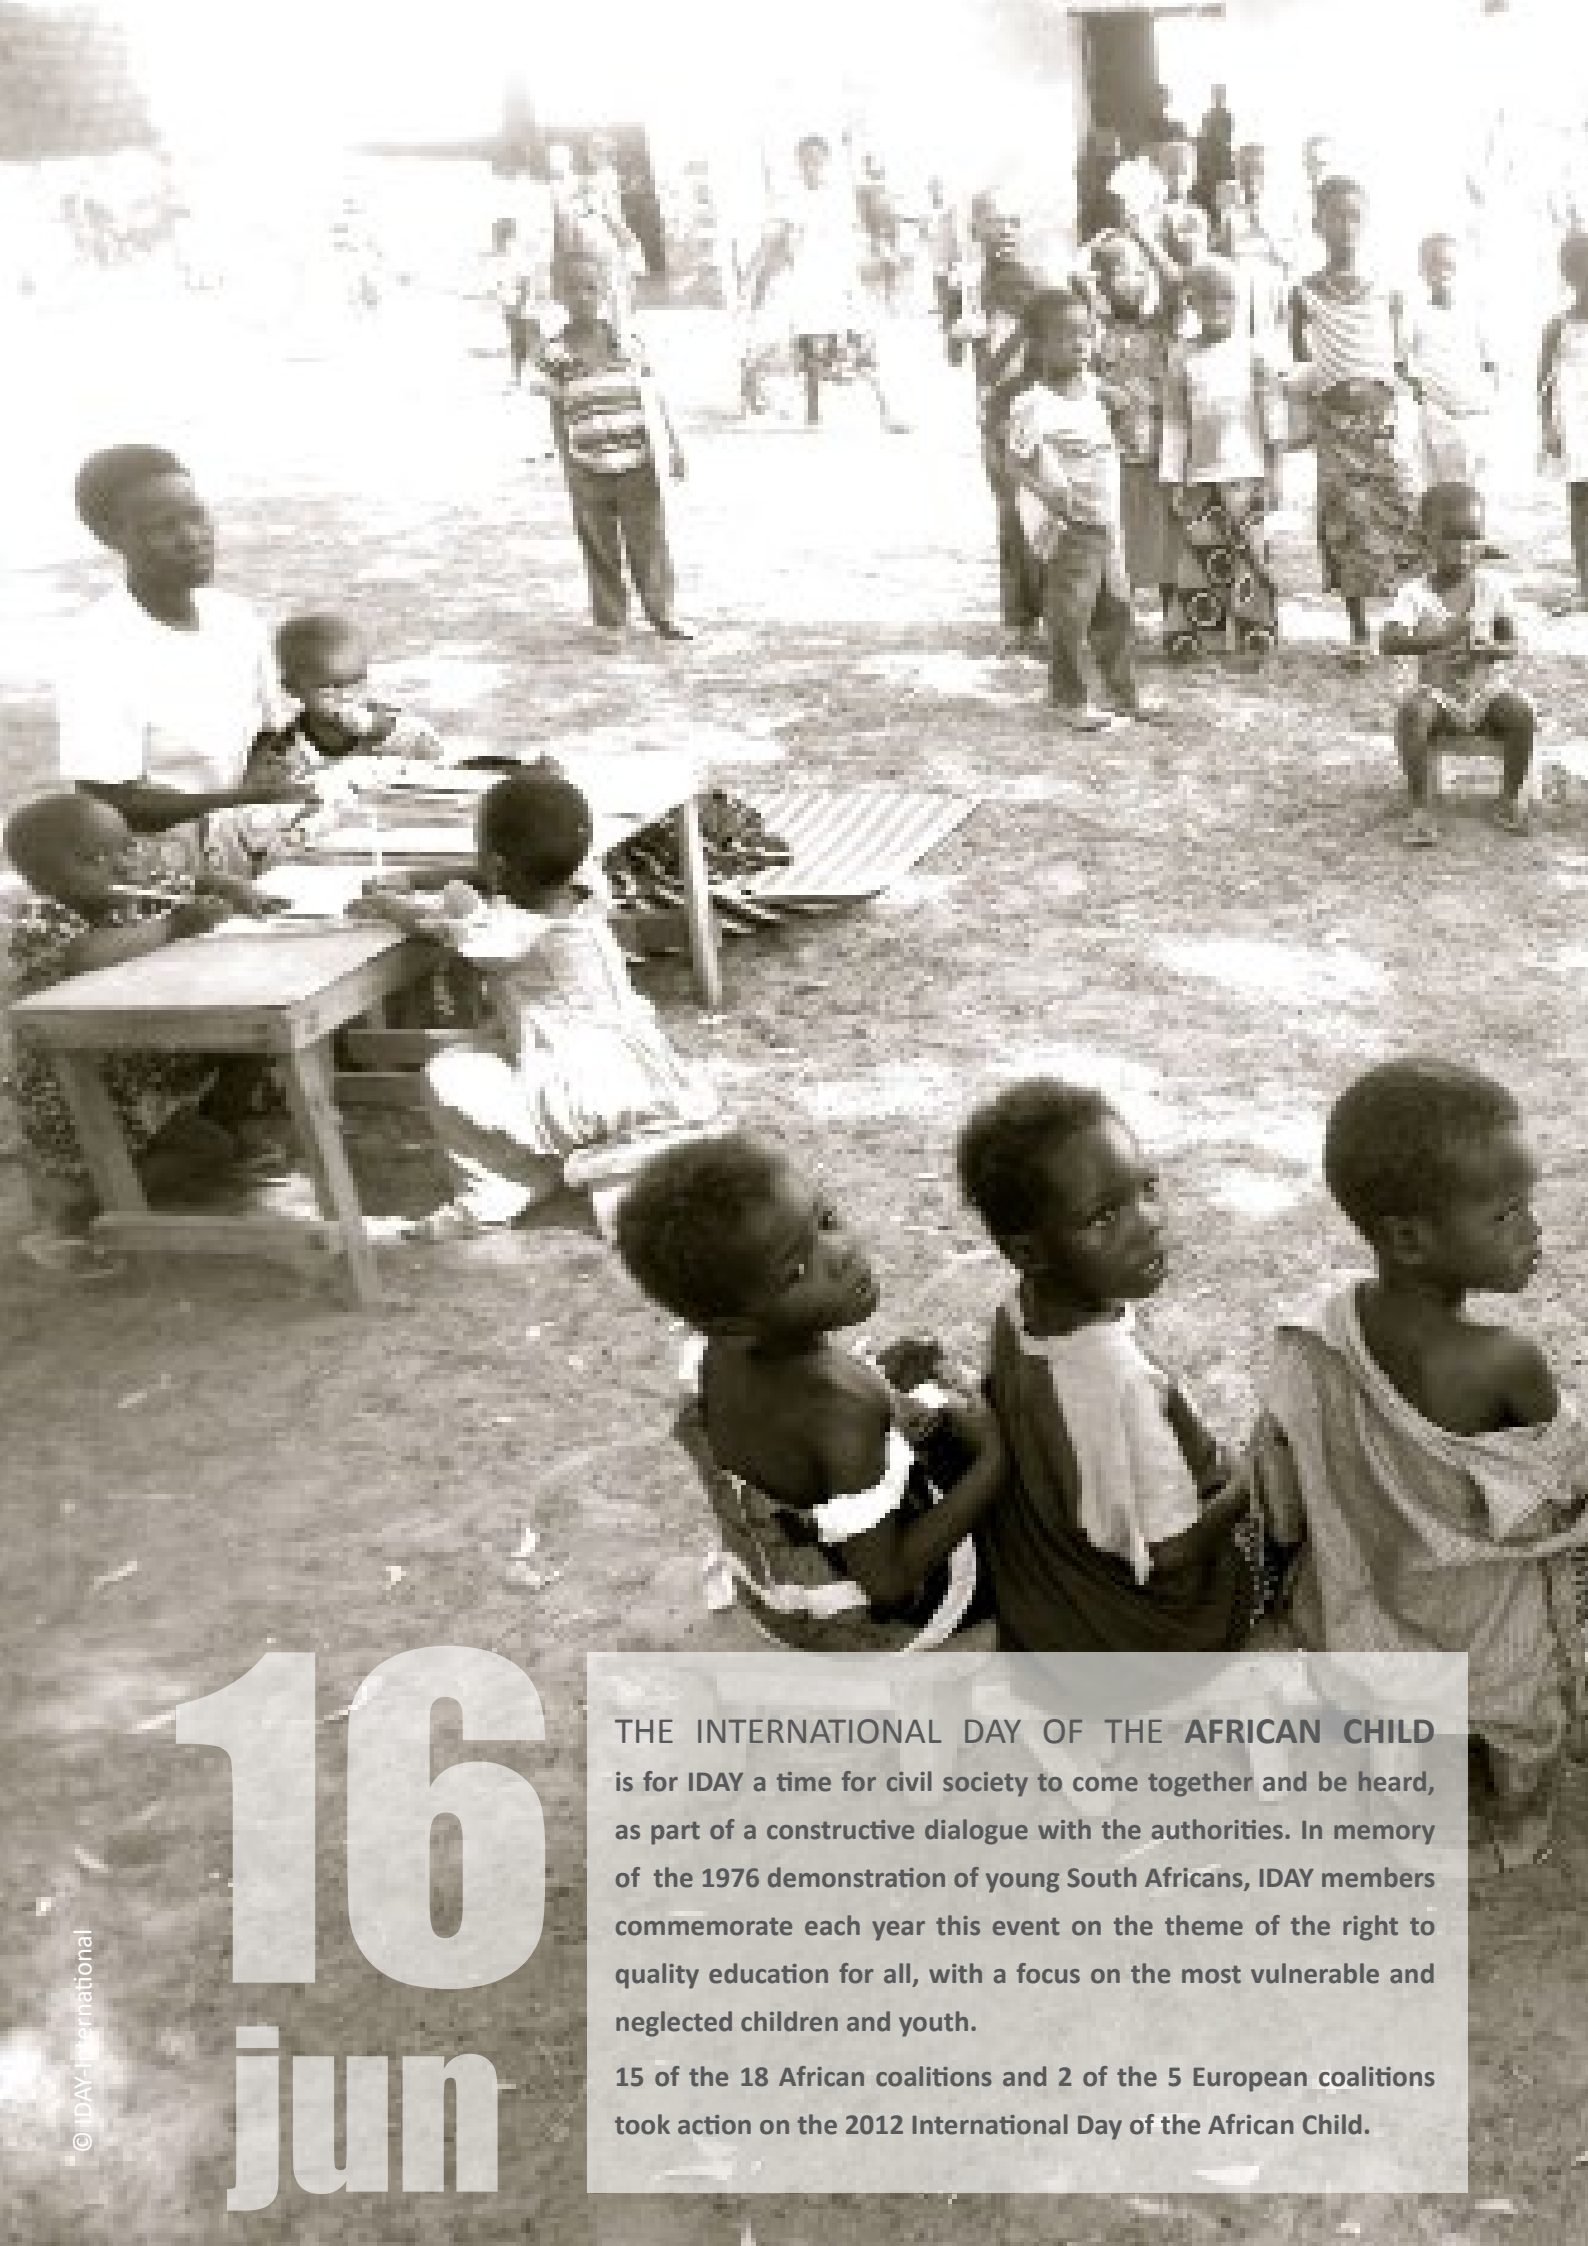 16
jun
THE INTERNATIONAL DAY OF THE AFRICAN CHILD
is for IDAY a time for civil society to come together and be heard,
as part of a constructive dialogue with the authorities. In memory
of the 1976 demonstration of young South Africans, IDAY members
commemorate each year this event on the theme of the right to
quality education for all, with a focus on the most vulnerable and
neglected children and youth.
15 of the 18 African coalitions and 2 of the 5 European coalitions
took action on the 2012 International Day of the African Child.
© IDAY-International